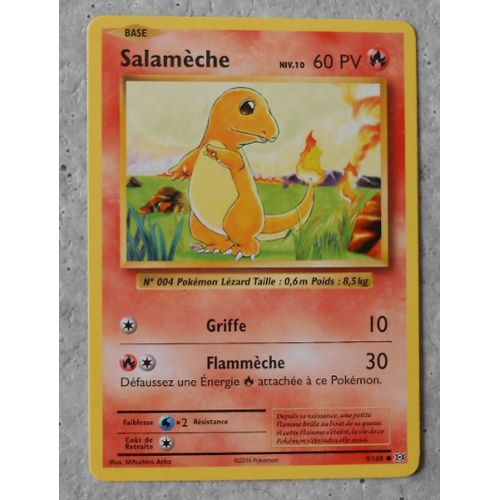 BASE
Salamèche NIV.10 60 PV
N° 004 Pokémon Lézard Taille : 0,6m Poids : 8,5kg
Griffe 10
Flammèche 30
Défaussez une Énergie attachée à ce Pokémon.
Faiblesse ×2 Résistance
Coût de
Retraite
Depuis sa naissance, une petite
flamme brûle au bout de sa queue.
Si cette flamme s'éteint, la vie de ce
Pokémon s'éteindra elle aussi.
Illus. Mitsuhiro Arita ©2016 Pokémon 9/108